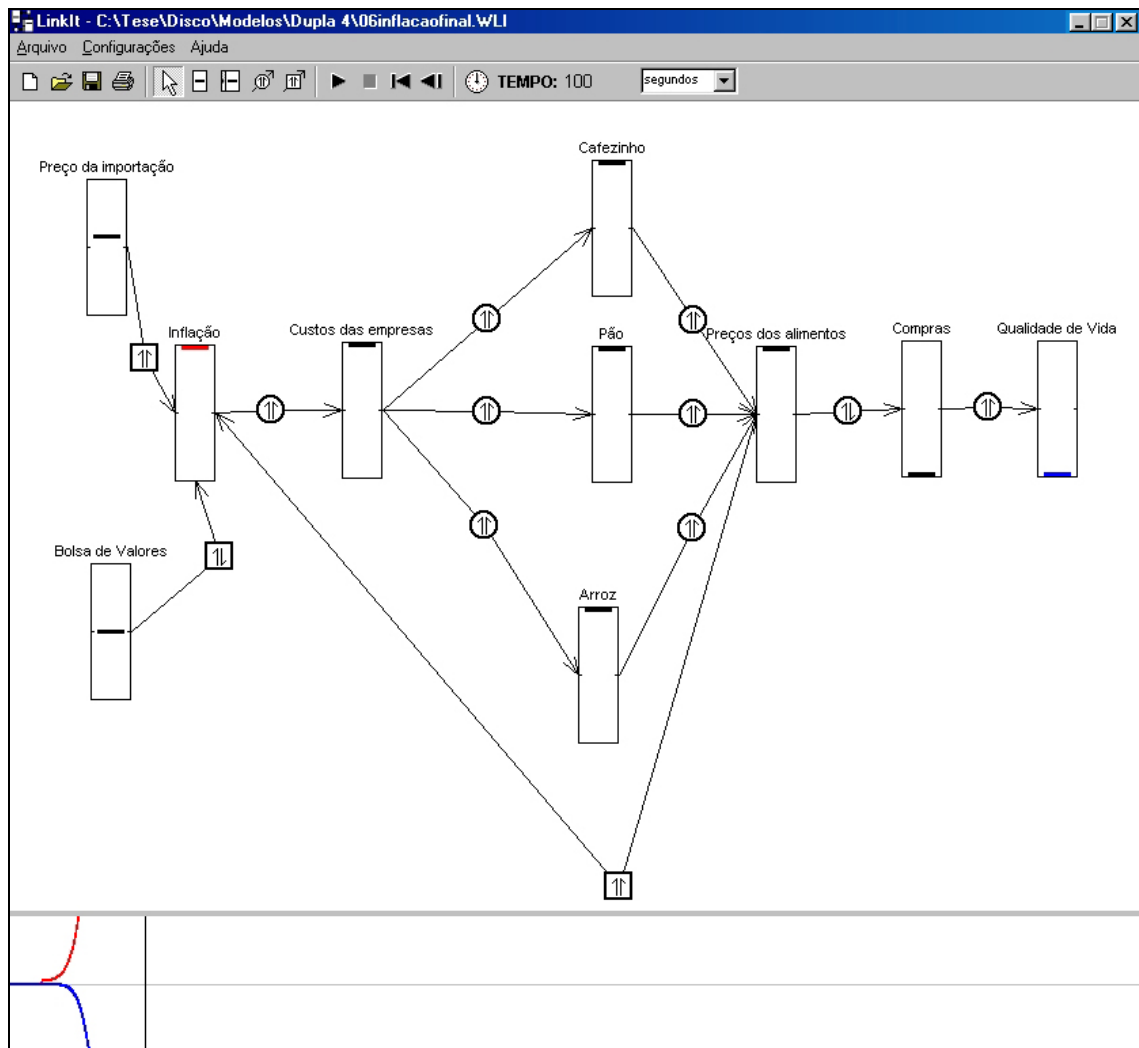 LinkIt - C:\Tese\Disco\Modelos\Dupla 4\06inflacaofinal.WLI
Arquivo Configurações Ajuda
TEMPO: 100 segundos
Cafezinho
Preço da importação
Inflação
Custos das empresas
Pão
Preços dos alimentos
Compras
Qualidade de Vida
Bolsa de Valores
Arroz